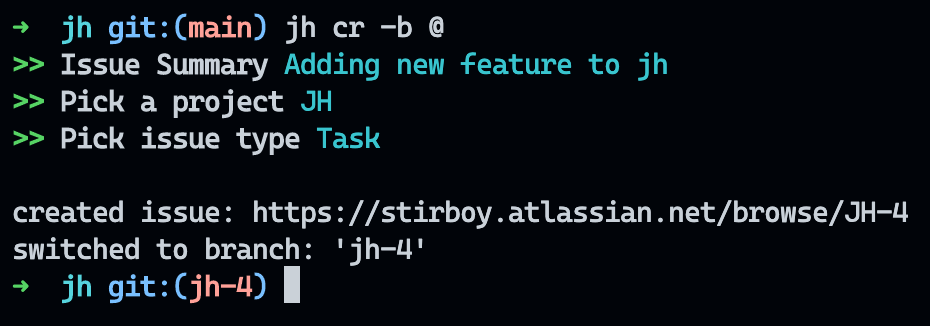 ➜  jh git:(main) jh cr -b @
>> Issue Summary Adding new feature to jh
>> Pick a project JH
>> Pick issue type Task
created issue: https://stirboy.atlassian.net/browse/JH-4
switched to branch: 'jh-4'
➜  jh git:(jh-4)